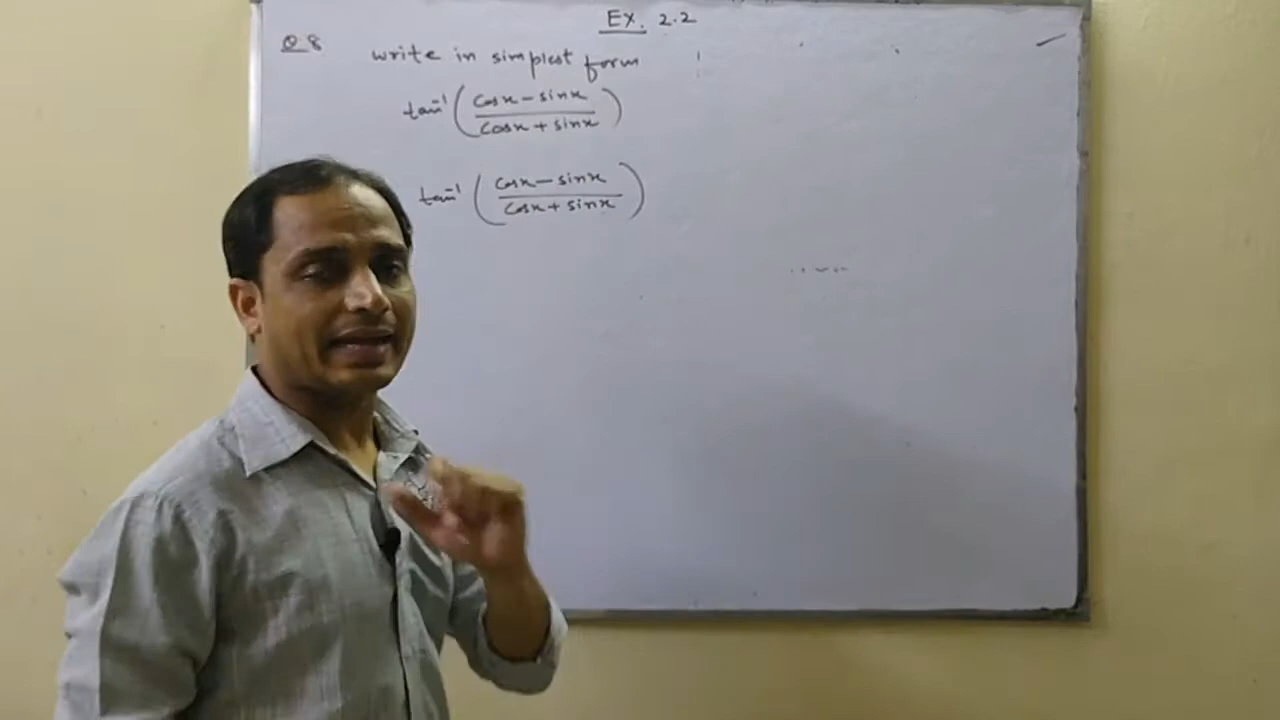 Ex. 2.2
Q 8 write in simplest form
tan⁻¹ ( cosx − sinx / cosx + sinx )
tan⁻¹ ( cosx − sinx / cosx + sinx )